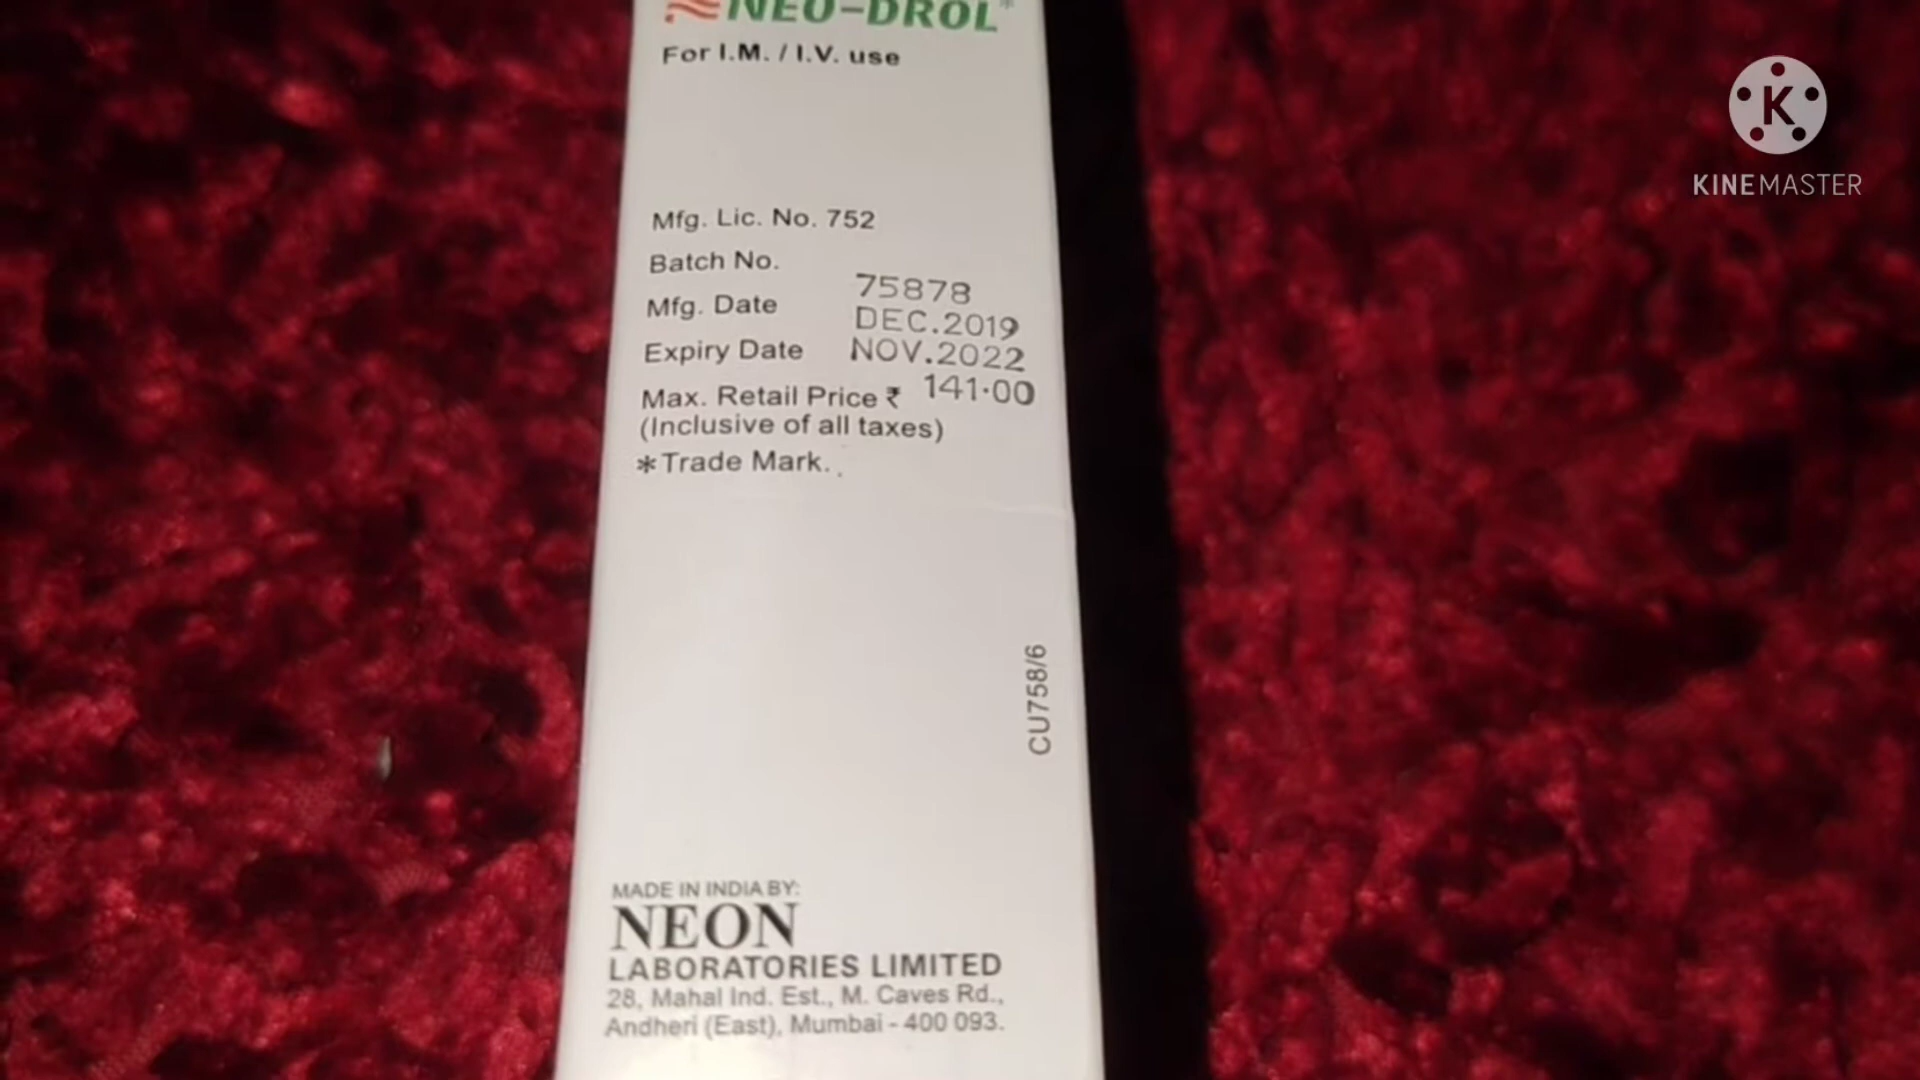 NEO-DROL*
For I.M. / I.V. use
Mfg. Lic. No. 752
Batch No. 75878
Mfg. Date DEC.2019
Expiry Date NOV.2022
Max. Retail Price ₹ 141·00
(Inclusive of all taxes)
*Trade Mark.
CU758/6
MADE IN INDIA BY:
NEON
LABORATORIES LIMITED
28, Mahal Ind. Est., M. Caves Rd.,
Andheri (East), Mumbai - 400 093.
K
KINEMASTER